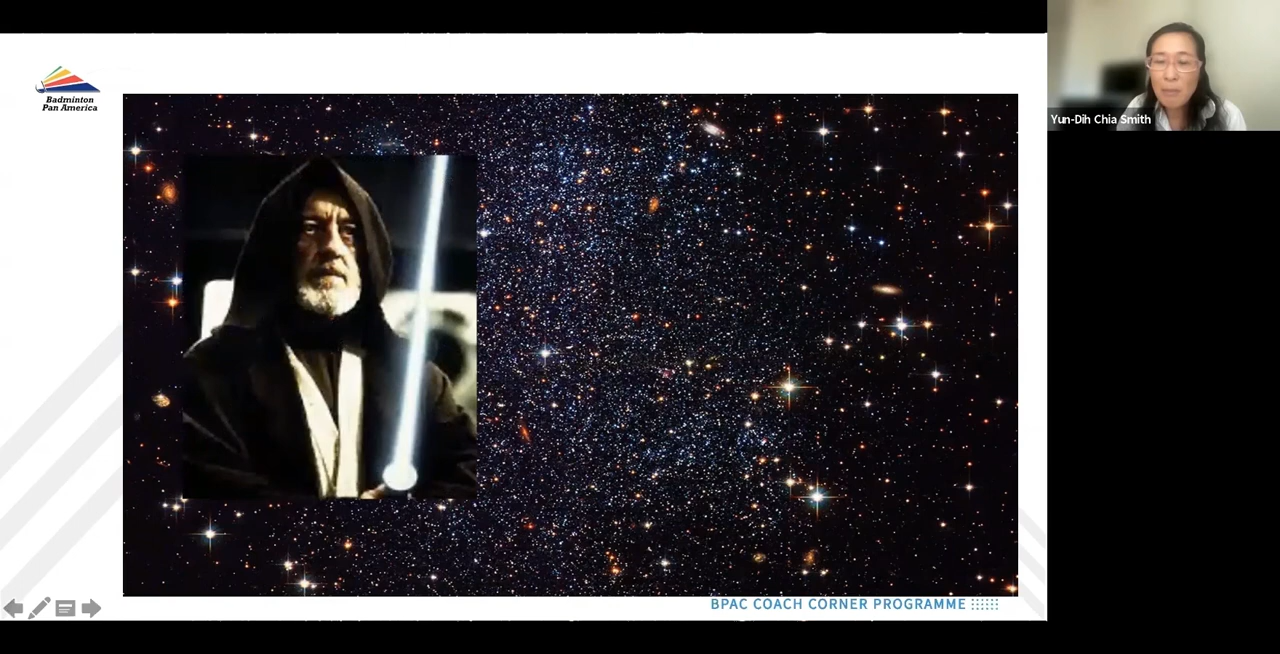 Badminton
Pan America
Yun-Dih Chia Smith
BPAC COACH CORNER PROGRAMME